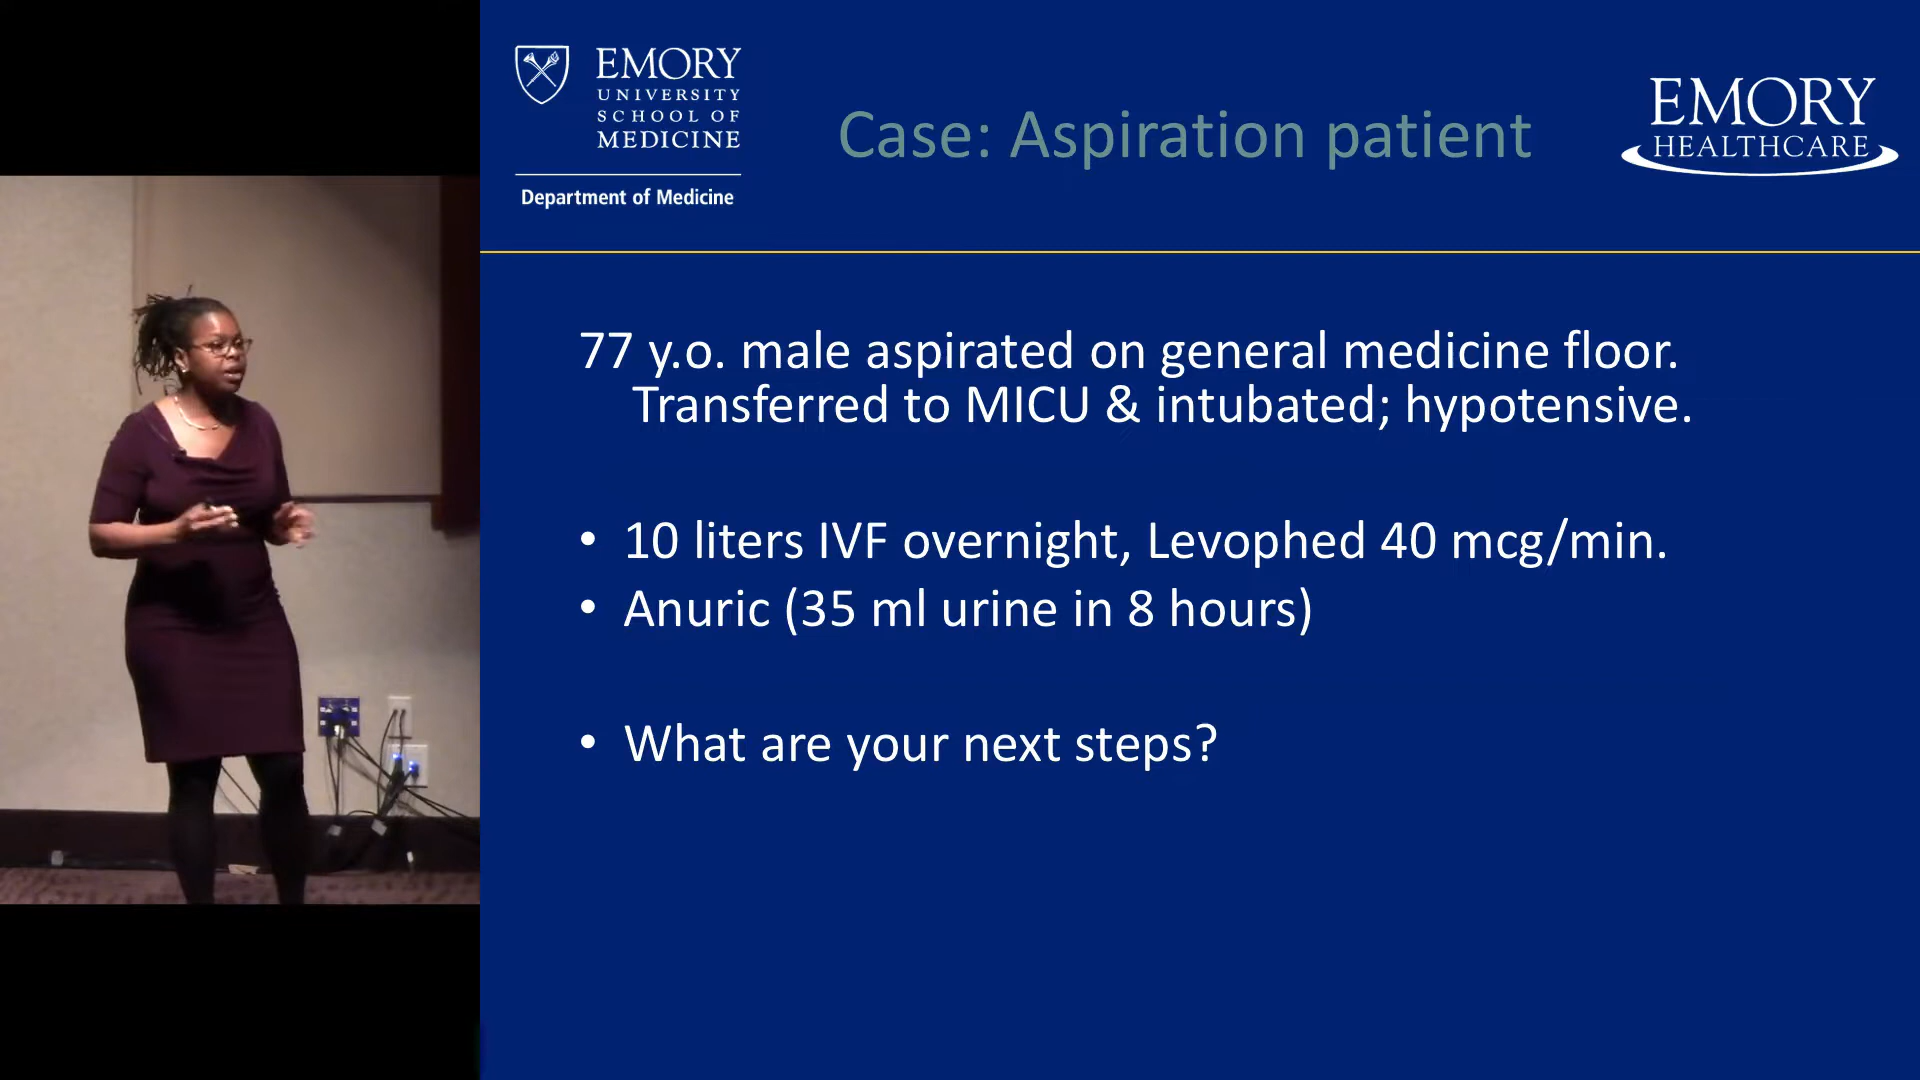 EMORY
UNIVERSITY
SCHOOL OF
MEDICINE
Department of Medicine
Case: Aspiration patient
EMORY
HEALTHCARE
77 y.o. male aspirated on general medicine floor.
Transferred to MICU & intubated; hypotensive.
• 10 liters IVF overnight, Levophed 40 mcg/min.
• Anuric (35 ml urine in 8 hours)
• What are your next steps?